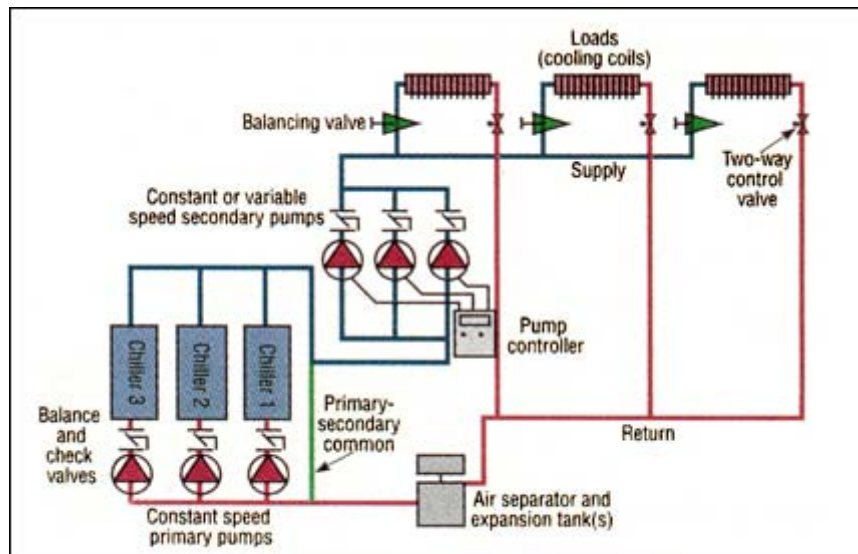 Loads
(cooling coils)
Balancing valve
Two-way
control
valve
Supply
Constant or variable
speed secondary pumps
Pump
controller
Chiller 3
Chiller 2
Chiller 1
Balance
and
check
valves
Primary-
secondary
common
Return
Air separator and
expansion tank(s)
Constant speed
primary pumps